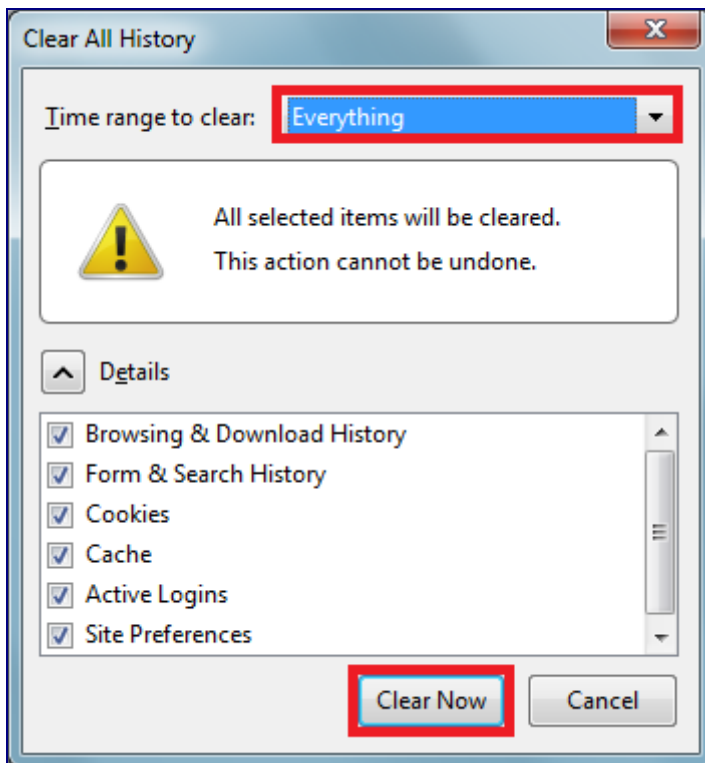 Clear All History
Time range to clear: Everything
All selected items will be cleared.
This action cannot be undone.
Details
Browsing & Download History
Form & Search History
Cookies
Cache
Active Logins
Site Preferences
Clear Now Cancel